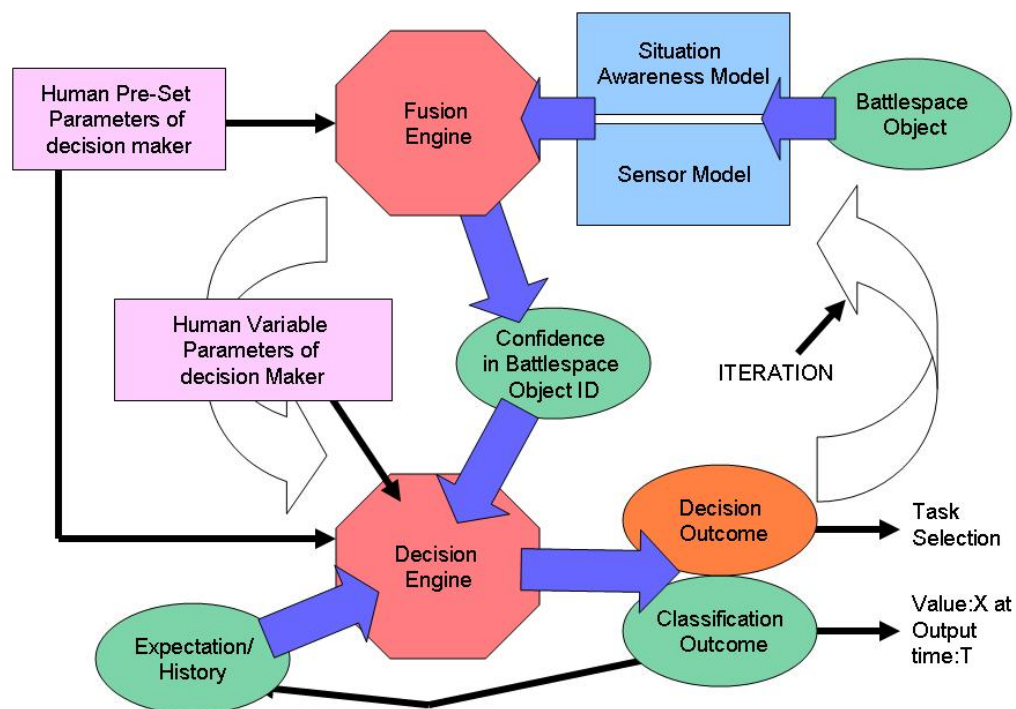 Human Pre-Set
Parameters of
decision maker
Fusion
Engine
Situation
Awareness Model
Sensor Model
Battlespace
Object
Human Variable
Parameters of
decision Maker
Confidence
in Battlespace
Object ID
ITERATION
Decision
Engine
Decision
Outcome
Task
Selection
Expectation/
History
Classification
Outcome
Value:X at
Output
time:T